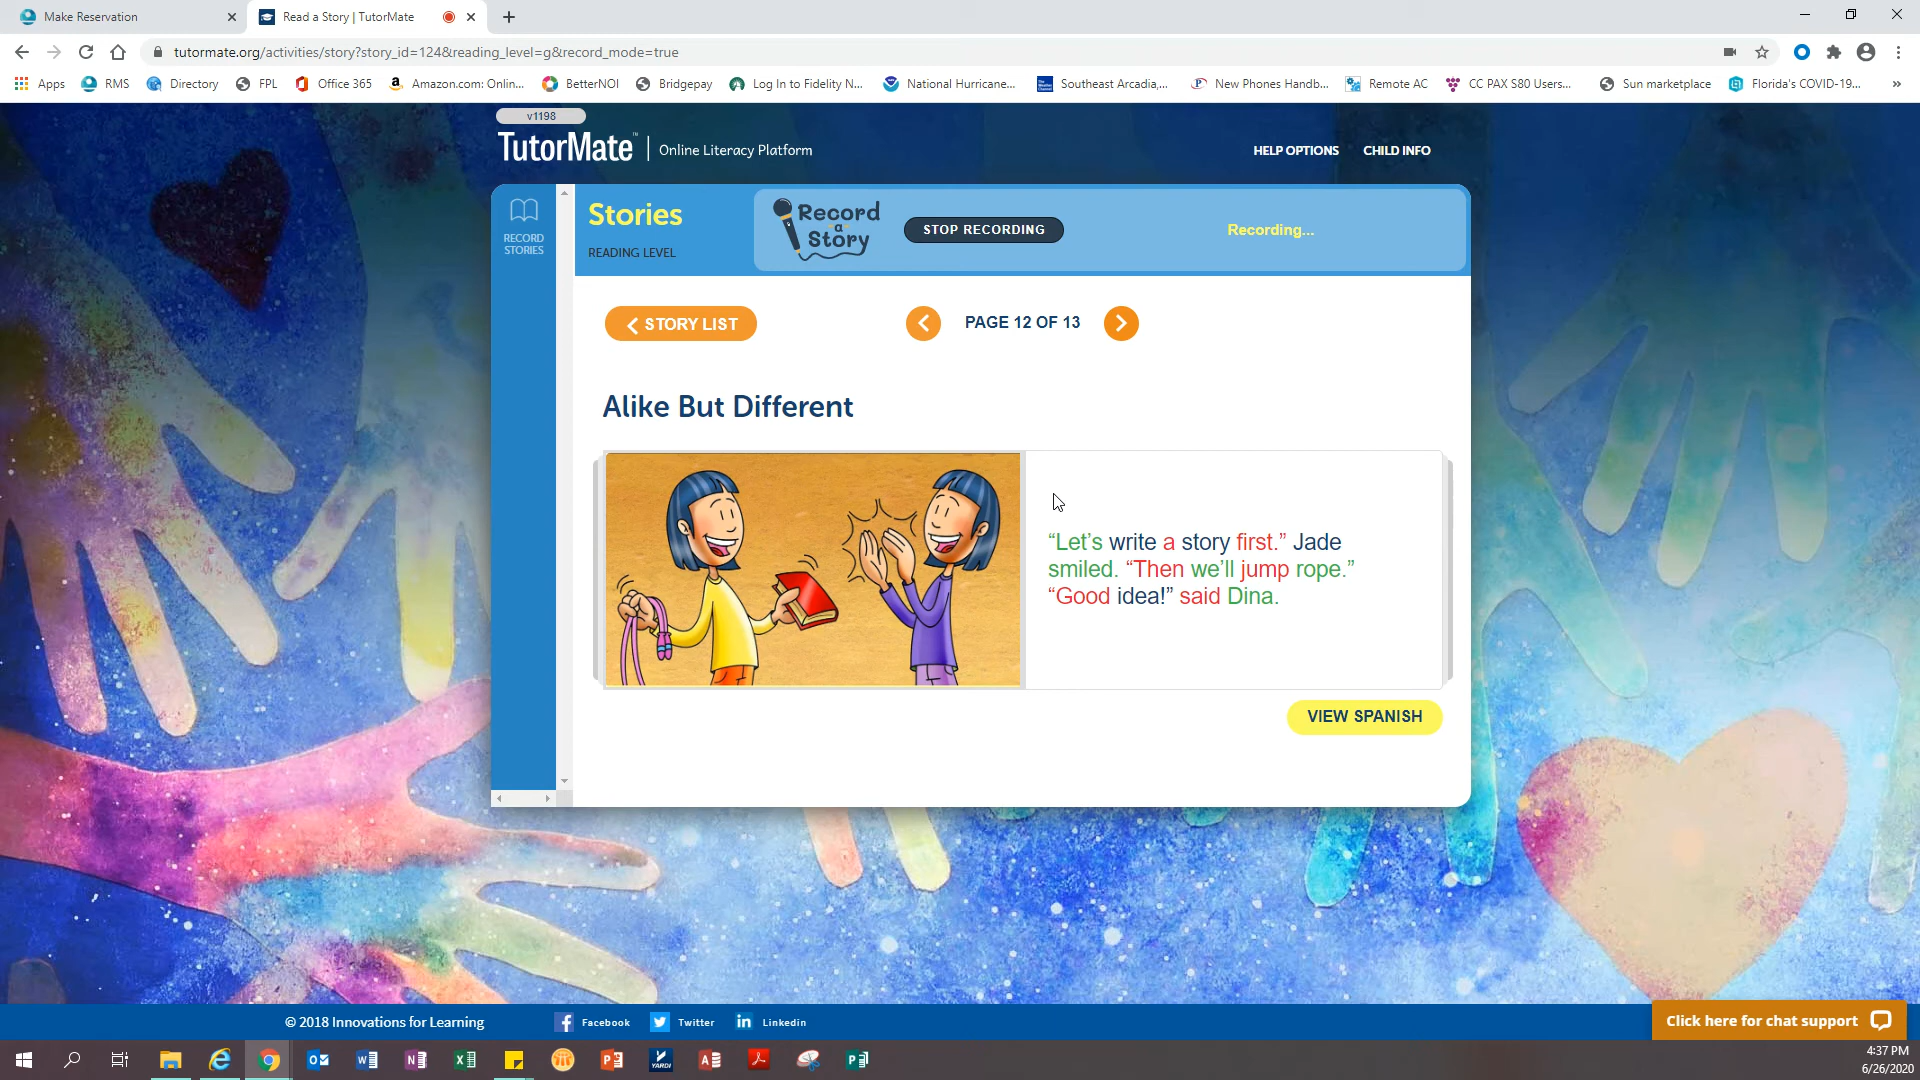 Make Reservation
Read a Story | TutorMate
tutormate.org/activities/story?story_id=124&reading_level=g&record_mode=true
Apps
RMS
Directory
FPL
Office 365
Amazon.com: Onlin...
BetterNOI
Bridgepay
Log In to Fidelity N...
National Hurricane...
Southeast Arcadia,...
New Phones Handb...
Remote AC
CC PAX S80 Users...
Sun marketplace
Florida's COVID-19...
»
v1198
TutorMate™ | Online Literacy Platform
HELP OPTIONS
CHILD INFO
RECORD
STORIES
Stories
READING LEVEL
Record
a
Story
STOP RECORDING
Recording...
STORY LIST
PAGE 12 OF 13
Alike But Different
“Let’s write a story first.” Jade
smiled. “Then we’ll jump rope.”
“Good idea!” said Dina.
VIEW SPANISH
© 2018 Innovations for Learning
Facebook
Twitter
Linkedin
Click here for chat support
YARDI
4:37 PM
6/26/2020